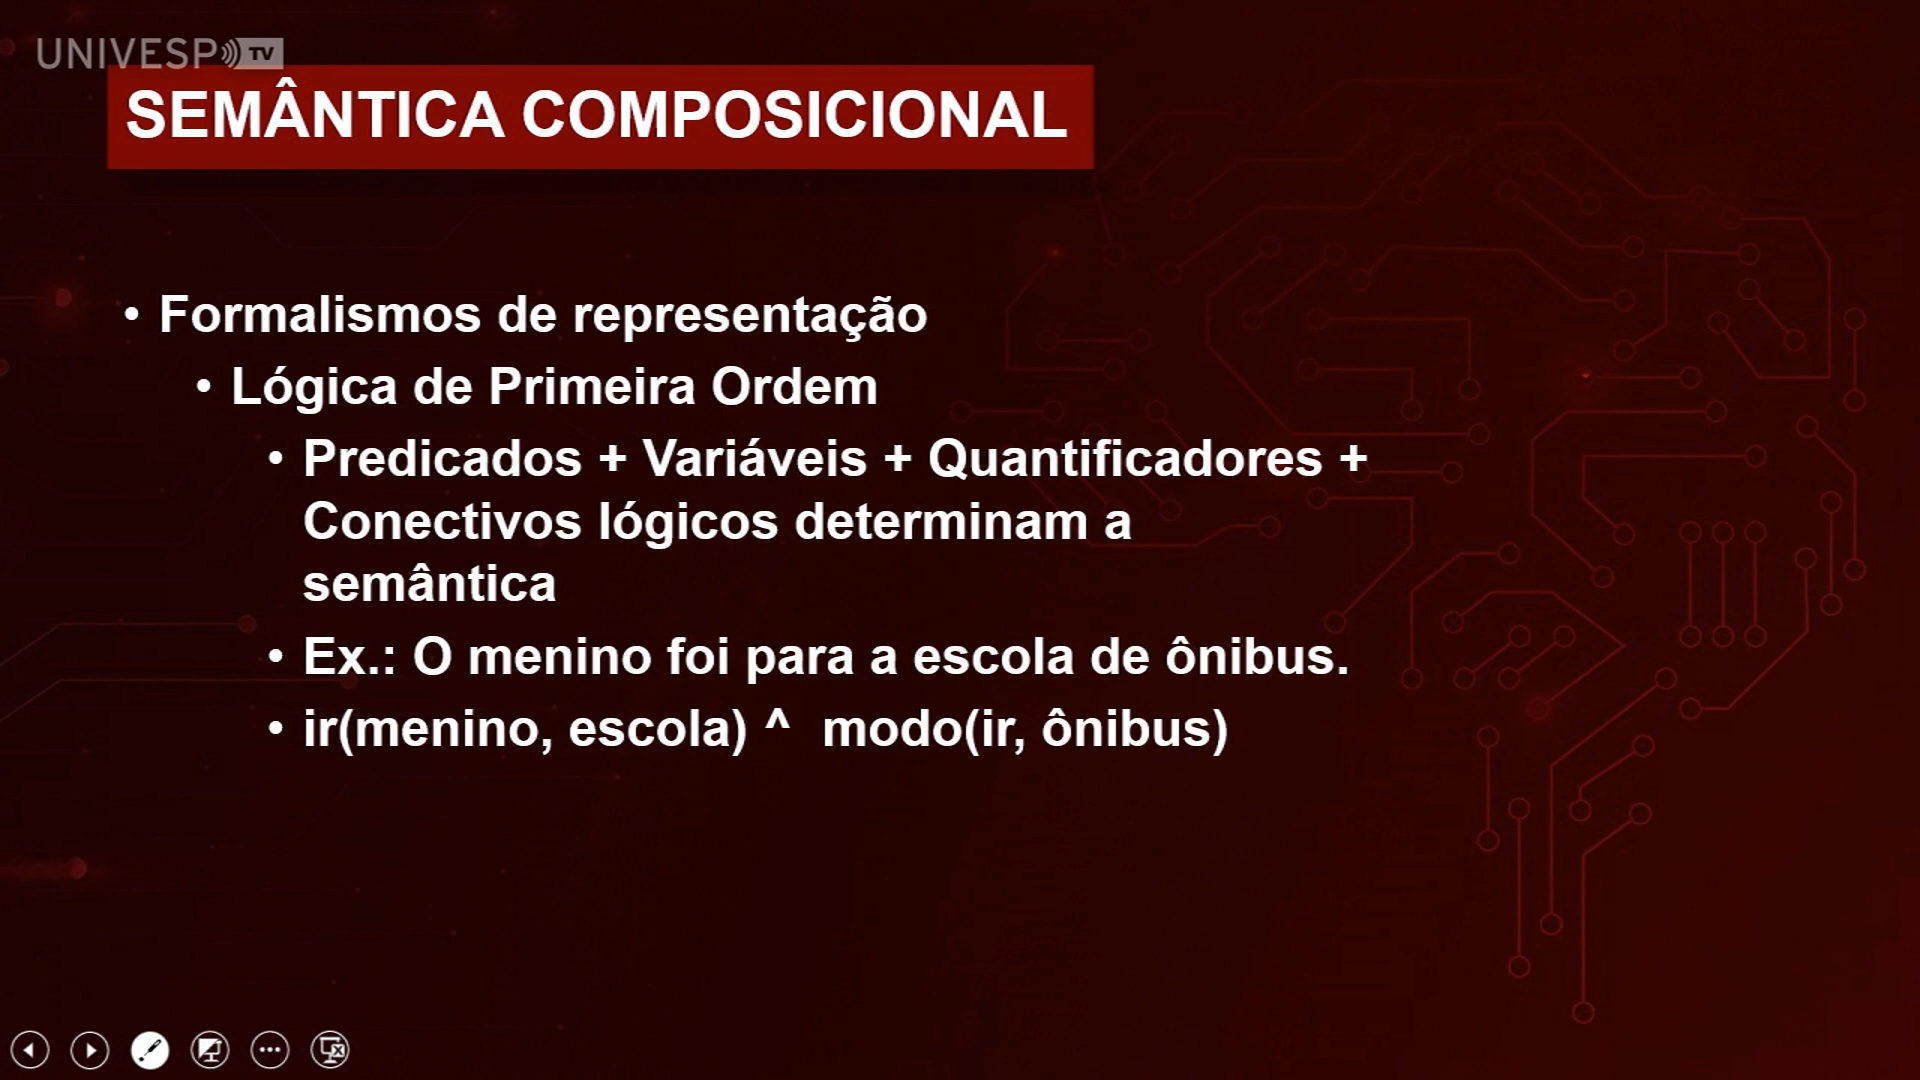 UNIVESP TV
SEMÂNTICA COMPOSICIONAL
• Formalismos de representação
• Lógica de Primeira Ordem
• Predicados + Variáveis + Quantificadores +
Conectivos lógicos determinam a
semântica
• Ex.: O menino foi para a escola de ônibus.
• ir(menino, escola) ^ modo(ir, ônibus)